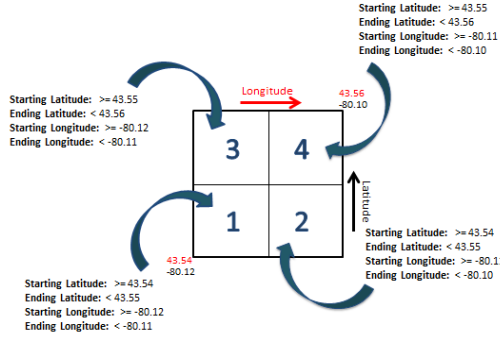 Starting Latitude: >= 43.55
Ending Latitude: < 43.56
Starting Longitude: >= -80.11
Ending Longitude: < -80.10
Longitude
43.56
-80.10
Starting Latitude: >= 43.55
Ending Latitude: < 43.56
Starting Longitude: >= -80.12
Ending Longitude: < -80.11
3
4
Latitude
1
2
43.54
-80.12
Starting Latitude: >= 43.54
Ending Latitude: < 43.55
Starting Longitude: >= -80.1
Ending Longitude: < -80.10
Starting Latitude: >= 43.54
Ending Latitude: < 43.55
Starting Longitude: >= -80.12
Ending Longitude: < -80.11